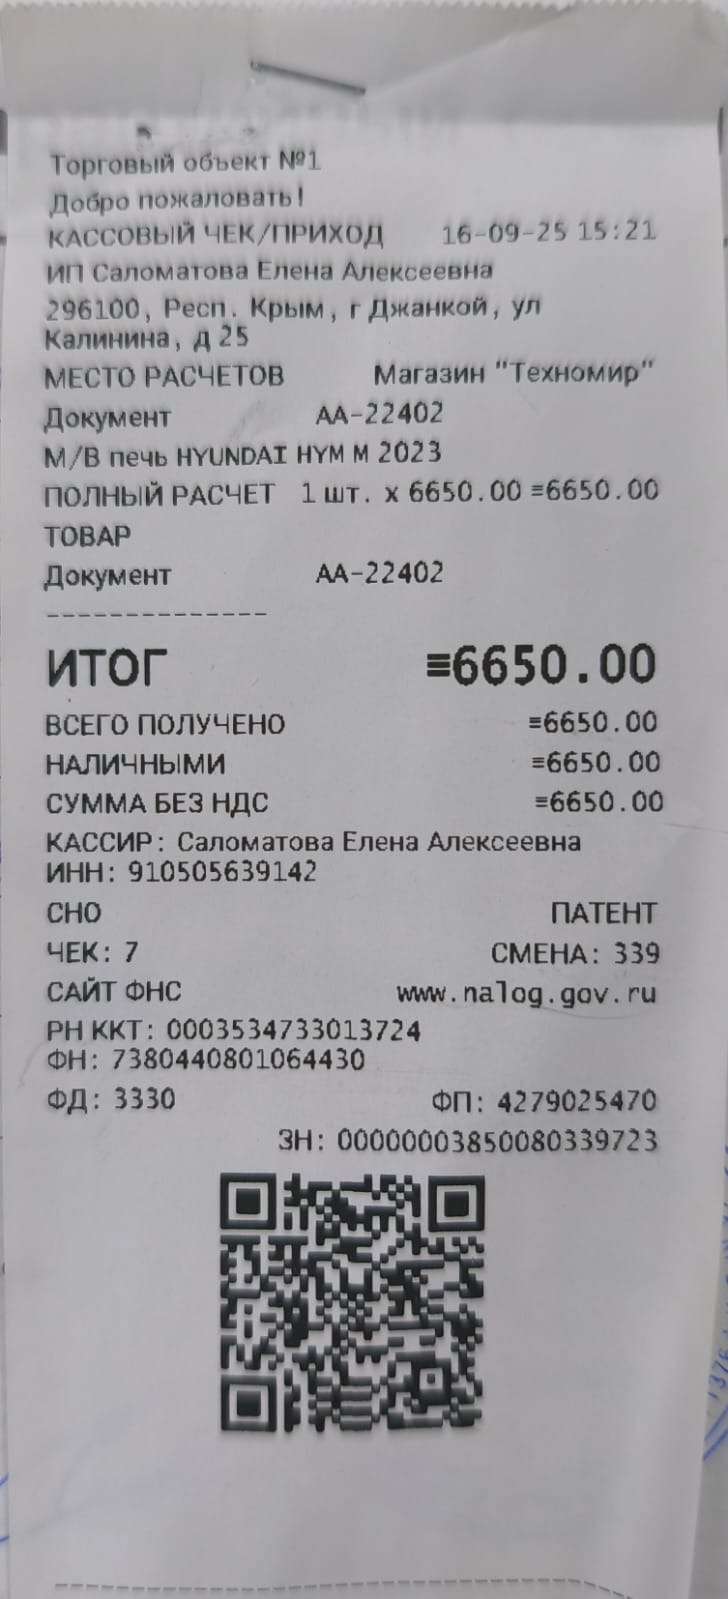 Торговый объект №1
Добро пожаловать!
КАССОВЫЙ ЧЕК/ПРИХОД 16-09-25 15:21
ИП Саломатова Елена Алексеевна
296100, Респ. Крым, г Джанкой, ул
Калинина, д 25
МЕСТО РАСЧЕТОВ Магазин "Техномир"
Документ АА-22402
М/В печь HYUNDAI HYM M 2023
ПОЛНЫЙ РАСЧЕТ 1 шт. х 6650.00 ≡6650.00
ТОВАР
Документ АА-22402
--------------
ИТОГ ≡6650.00
ВСЕГО ПОЛУЧЕНО ≡6650.00
НАЛИЧНЫМИ ≡6650.00
СУММА БЕЗ НДС ≡6650.00
КАССИР: Саломатова Елена Алексеевна
ИНН: 910505639142
СНО ПАТЕНТ
ЧЕК: 7 СМЕНА: 339
САЙТ ФНС www.nalog.gov.ru
РН ККТ: 0003534733013724
ФН: 7380440801064430
ФД: 3330 ФП: 4279025470
ЗН: 00000003850080339723